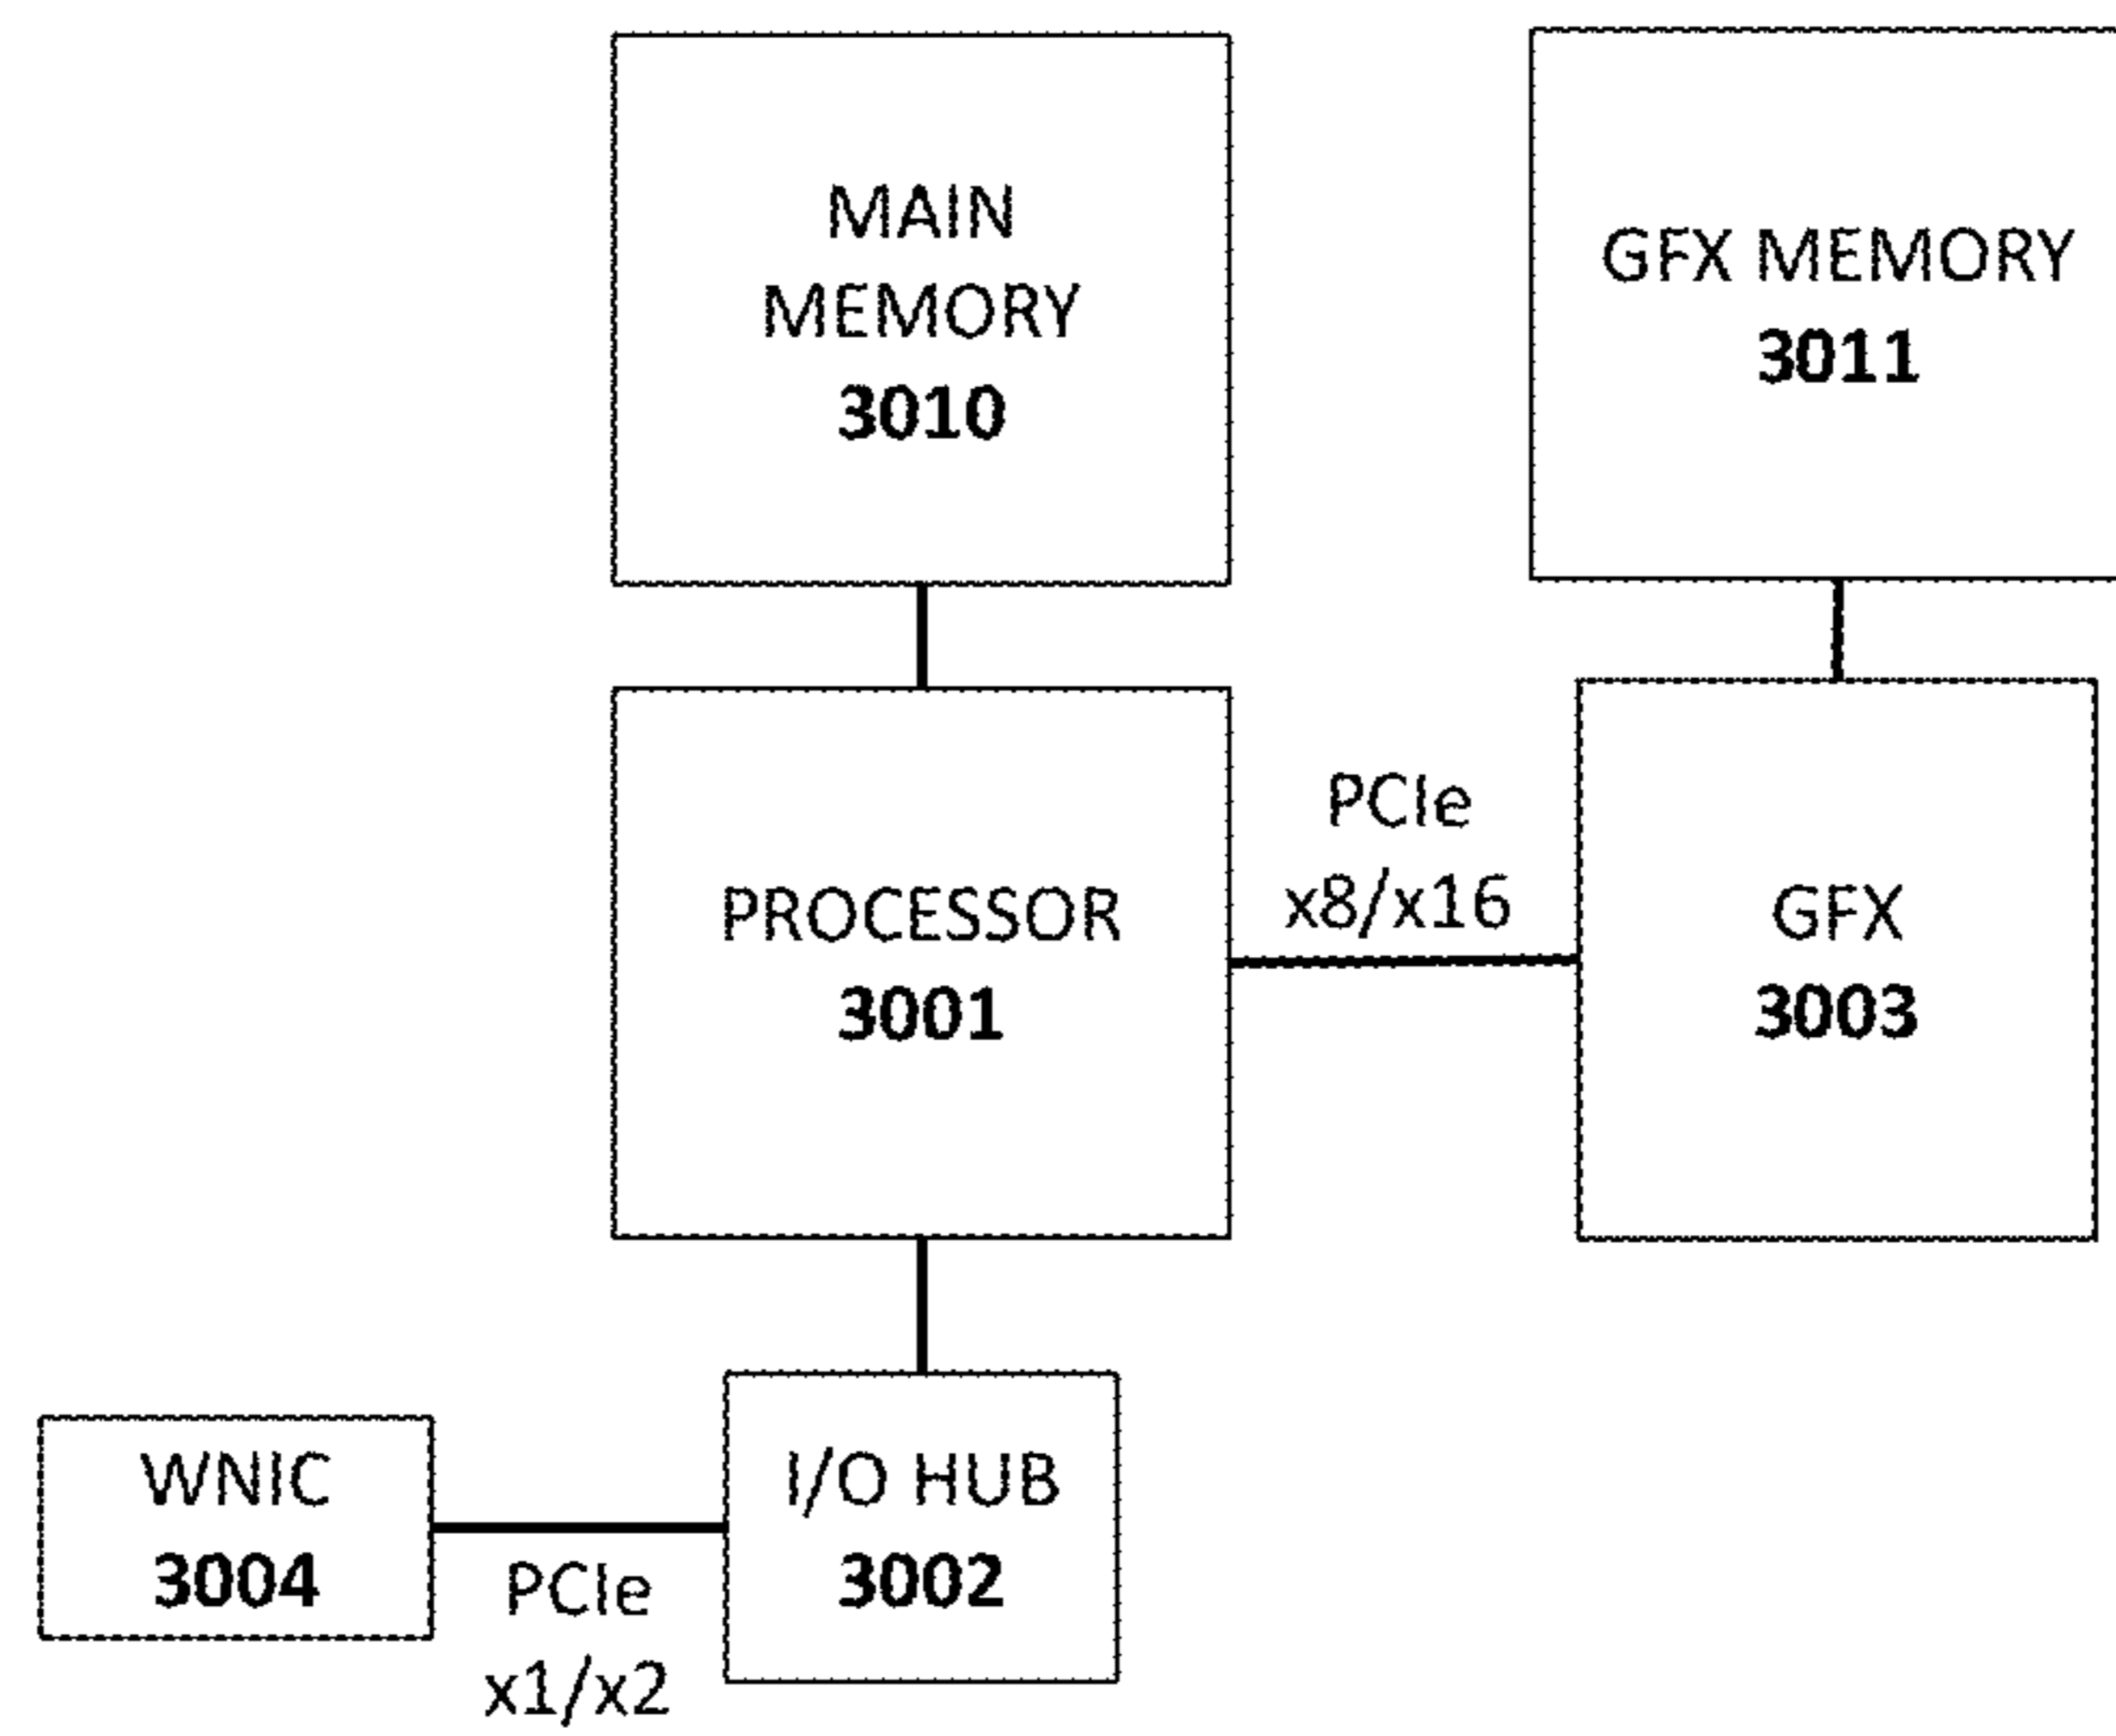 MAIN
MEMORY
3010
GFX MEMORY
3011
PROCESSOR
3001
PCIe
x8/x16
GFX
3003
WNIC
3004
PCIe
x1/x2
I/O HUB
3002